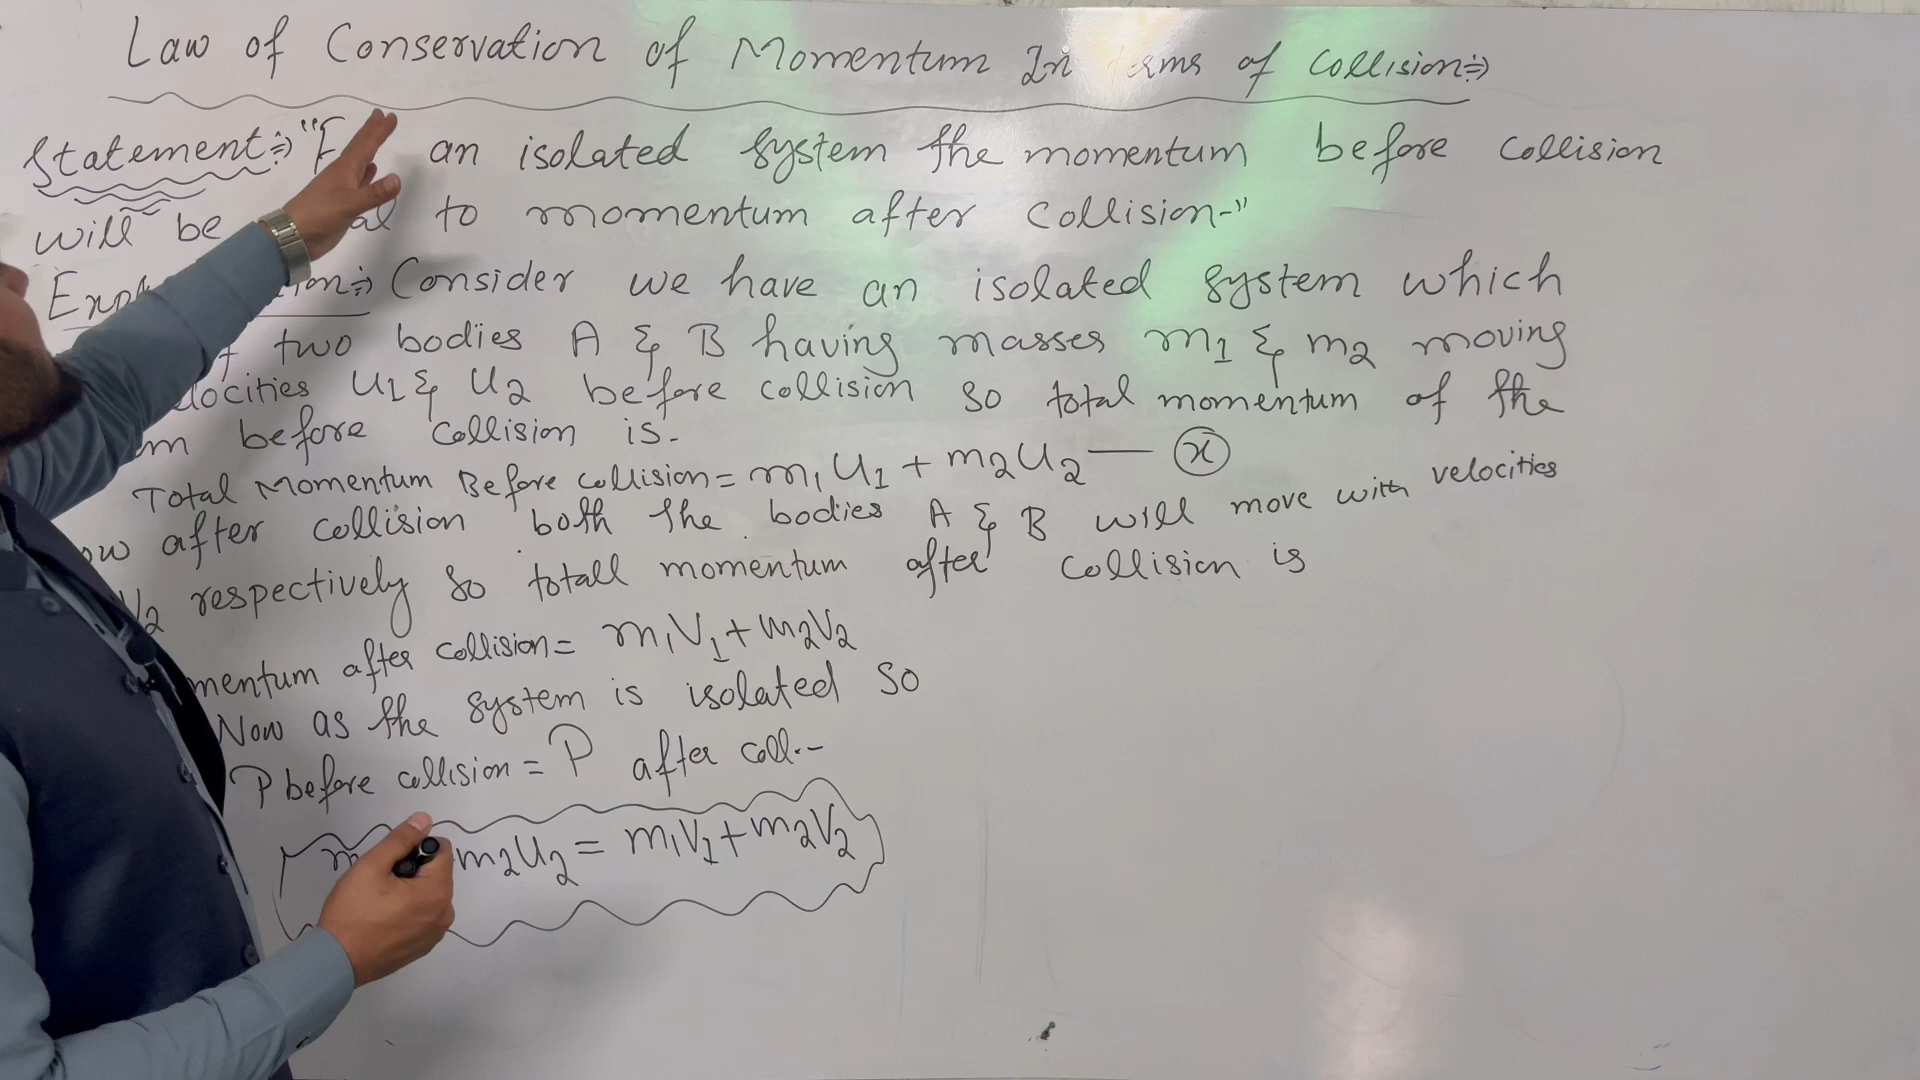 Law of Conservation of Momentum In terms of Collision⇒
Statement⇒ "F an isolated system the momentum before collision
will be al to momentum after Collision-"
Exp tion⇒ Consider we have an isolated system which
f two bodies A & B having masses m1 & m2 moving
locities U1 & U2 before collision so total momentum of the
m before collision is-
Total Momentum Before collision = m1U1 + m2U2 — (x)
ow after collision both the bodies A & B will move with velocities
V2 respectively so totall momentum after collision is
mentum after collision = m1V1 + m2V2
Now as the system is isolated so
P before collision = P after coll.-
m m2U2 = m1V1 + m2V2